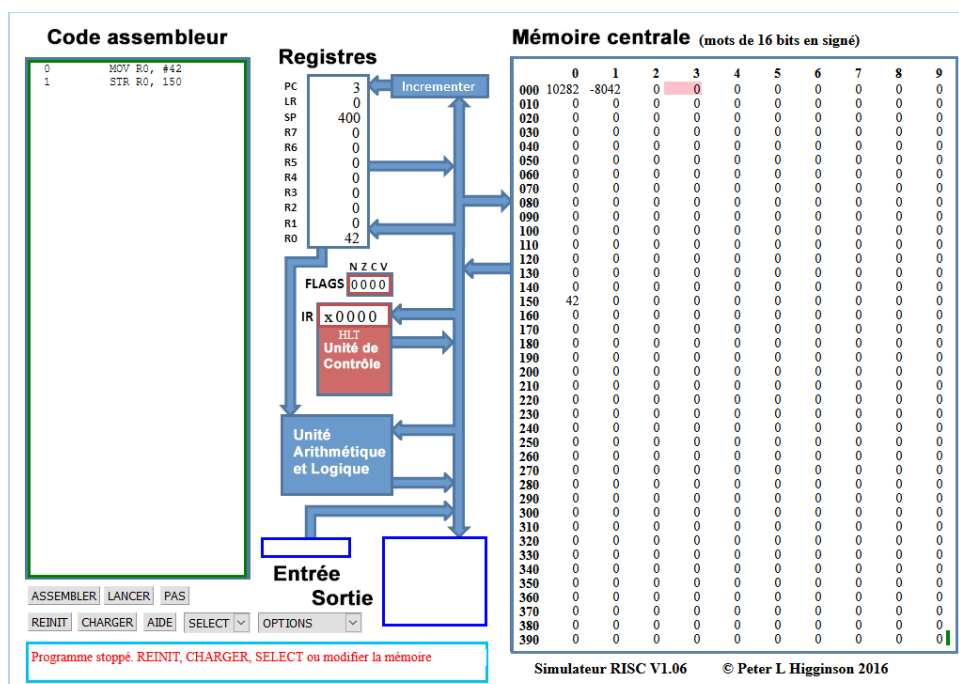 Code assembleur
0 MOV R0, #42
1 STR R0, 150
ASSEMBLER LANCER PAS
REINIT CHARGER AIDE SELECT OPTIONS
Programme stoppé. REINIT, CHARGER, SELECT ou modifier la mémoire
Registres
PC 3
LR 0
SP 400
R7 0
R6 0
R5 0
R4 0
R3 0
R2 0
R1 0
R0 42
Incrementer
N Z C V
FLAGS 0000
IR x0000
HLT
Unité de
Contrôle
Unité
Arithmétique
et Logique
Entrée
Sortie
Mémoire centrale (mots de 16 bits en signé)
0 1 2 3 4 5 6 7 8 9
000 10282 -8042 0 0 0 0 0 0 0 0
010 0 0 0 0 0 0 0 0 0 0
020 0 0 0 0 0 0 0 0 0 0
030 0 0 0 0 0 0 0 0 0 0
040 0 0 0 0 0 0 0 0 0 0
050 0 0 0 0 0 0 0 0 0 0
060 0 0 0 0 0 0 0 0 0 0
070 0 0 0 0 0 0 0 0 0 0
080 0 0 0 0 0 0 0 0 0 0
090 0 0 0 0 0 0 0 0 0 0
100 0 0 0 0 0 0 0 0 0 0
110 0 0 0 0 0 0 0 0 0 0
120 0 0 0 0 0 0 0 0 0 0
130 0 0 0 0 0 0 0 0 0 0
140 0 0 0 0 0 0 0 0 0 0
150 42 0 0 0 0 0 0 0 0 0
160 0 0 0 0 0 0 0 0 0 0
170 0 0 0 0 0 0 0 0 0 0
180 0 0 0 0 0 0 0 0 0 0
190 0 0 0 0 0 0 0 0 0 0
200 0 0 0 0 0 0 0 0 0 0
210 0 0 0 0 0 0 0 0 0 0
220 0 0 0 0 0 0 0 0 0 0
230 0 0 0 0 0 0 0 0 0 0
240 0 0 0 0 0 0 0 0 0 0
250 0 0 0 0 0 0 0 0 0 0
260 0 0 0 0 0 0 0 0 0 0
270 0 0 0 0 0 0 0 0 0 0
280 0 0 0 0 0 0 0 0 0 0
290 0 0 0 0 0 0 0 0 0 0
300 0 0 0 0 0 0 0 0 0 0
310 0 0 0 0 0 0 0 0 0 0
320 0 0 0 0 0 0 0 0 0 0
330 0 0 0 0 0 0 0 0 0 0
340 0 0 0 0 0 0 0 0 0 0
350 0 0 0 0 0 0 0 0 0 0
360 0 0 0 0 0 0 0 0 0 0
370 0 0 0 0 0 0 0 0 0 0
380 0 0 0 0 0 0 0 0 0 0
390 0 0 0 0 0 0 0 0 0 0
Simulateur RISC V1.06 © Peter L Higginson 2016